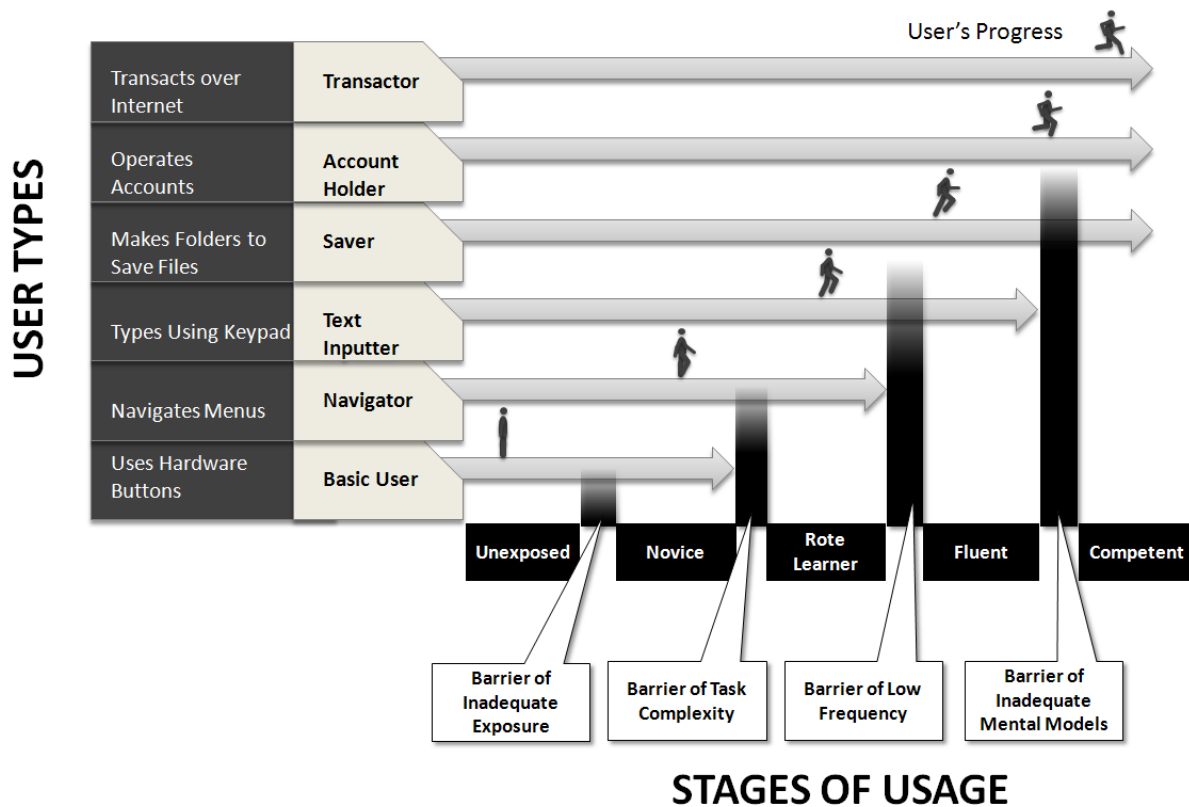 User's Progress
USER TYPES
Transacts over
Internet
Transactor
Operates
Accounts
Account
Holder
Makes Folders to
Save Files
Saver
Types Using Keypad
Text
Inputter
Navigates Menus
Navigator
Uses Hardware
Buttons
Basic User
Unexposed
Novice
Rote
Learner
Fluent
Competent
Barrier of
Inadequate
Exposure
Barrier of Task
Complexity
Barrier of Low
Frequency
Barrier of
Inadequate
Mental Models
STAGES OF USAGE